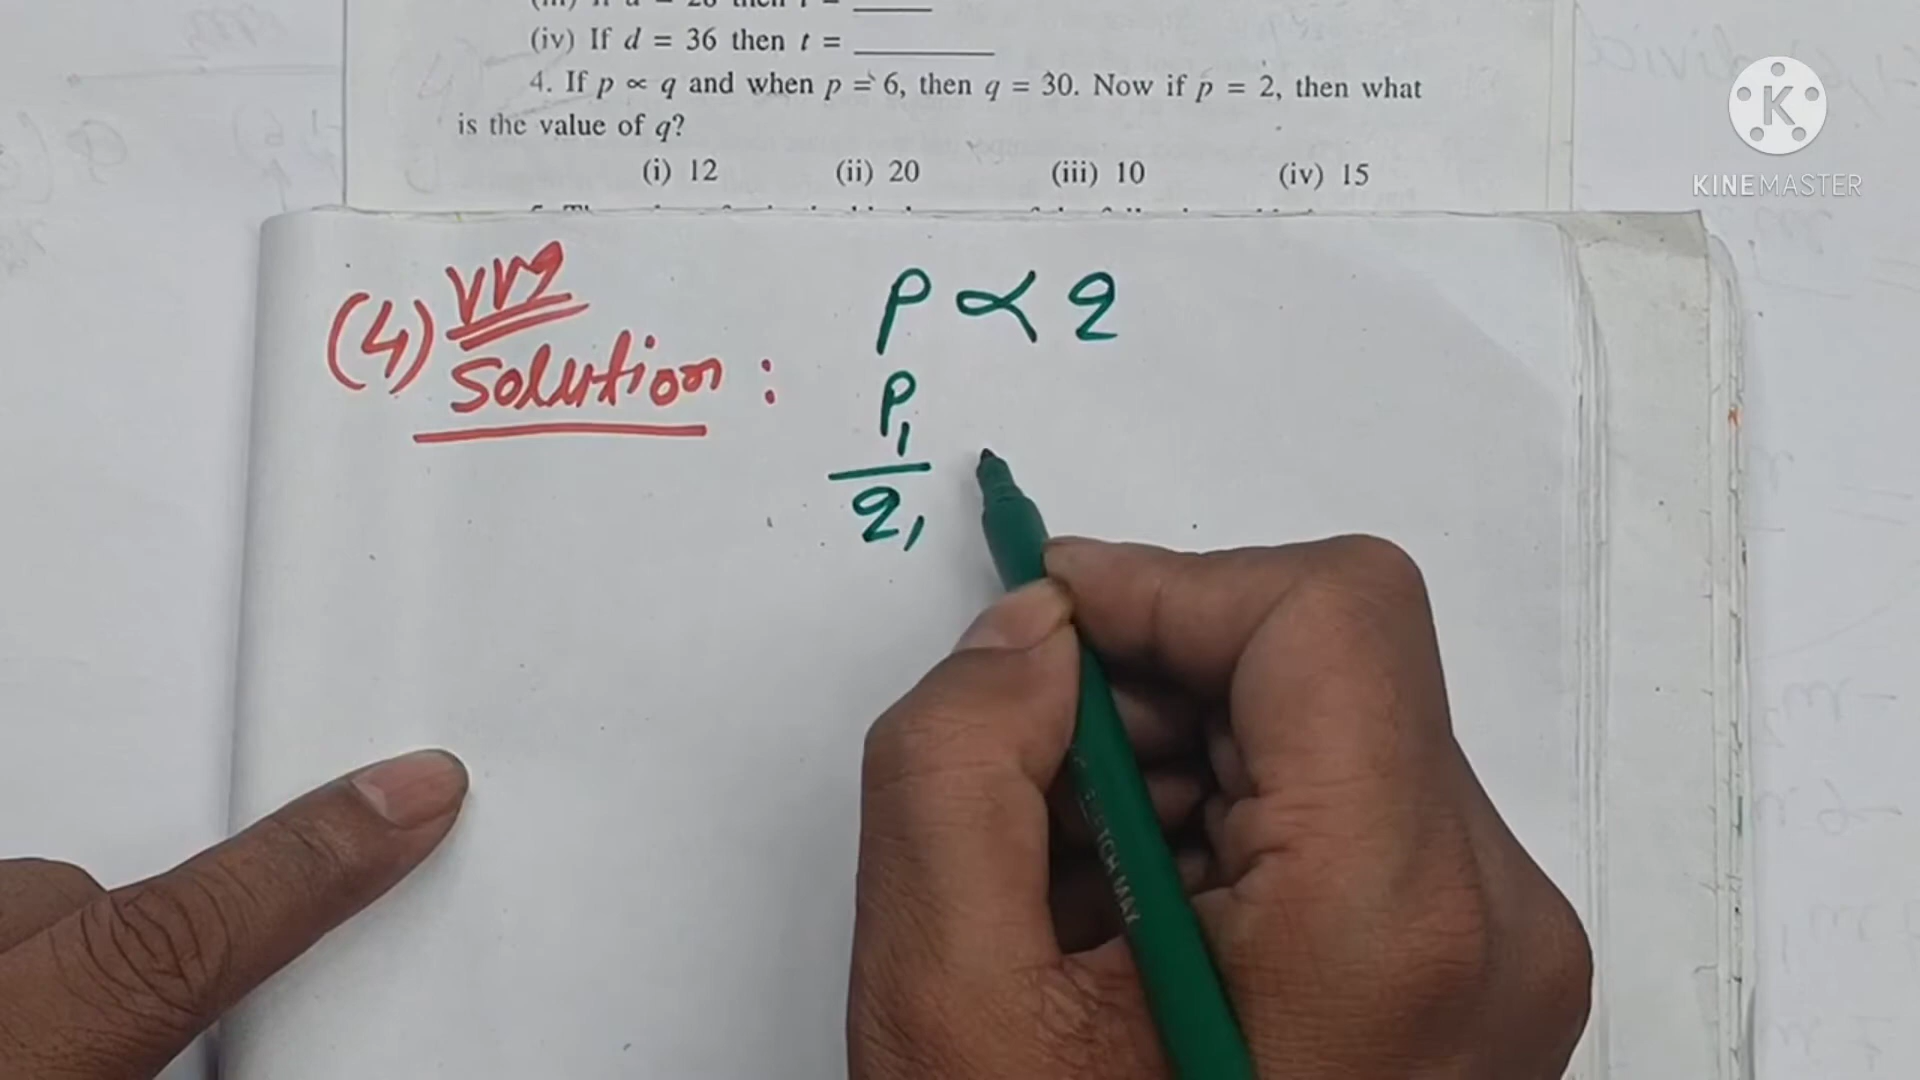 (iv) If d = 36 then t = ________
4. If p ∝ q and when p = 6, then q = 30. Now if p = 2, then what
is the value of q?
(i) 12 (ii) 20 (iii) 10 (iv) 15
K
KINEMASTER
(4)
Solution :
p ∝ q
p1
q1